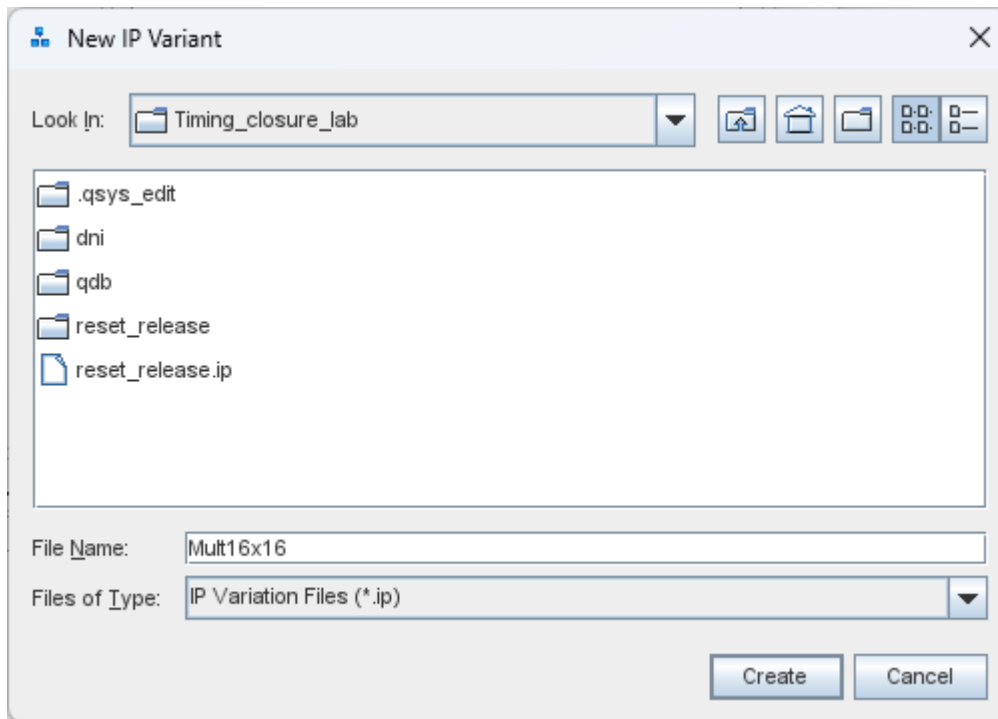 New IP Variant
Look In: Timing_closure_lab
.qsys_edit
dni
qdb
reset_release
reset_release.ip
File Name: Mult16x16
Files of Type: IP Variation Files (*.ip)
Create Cancel